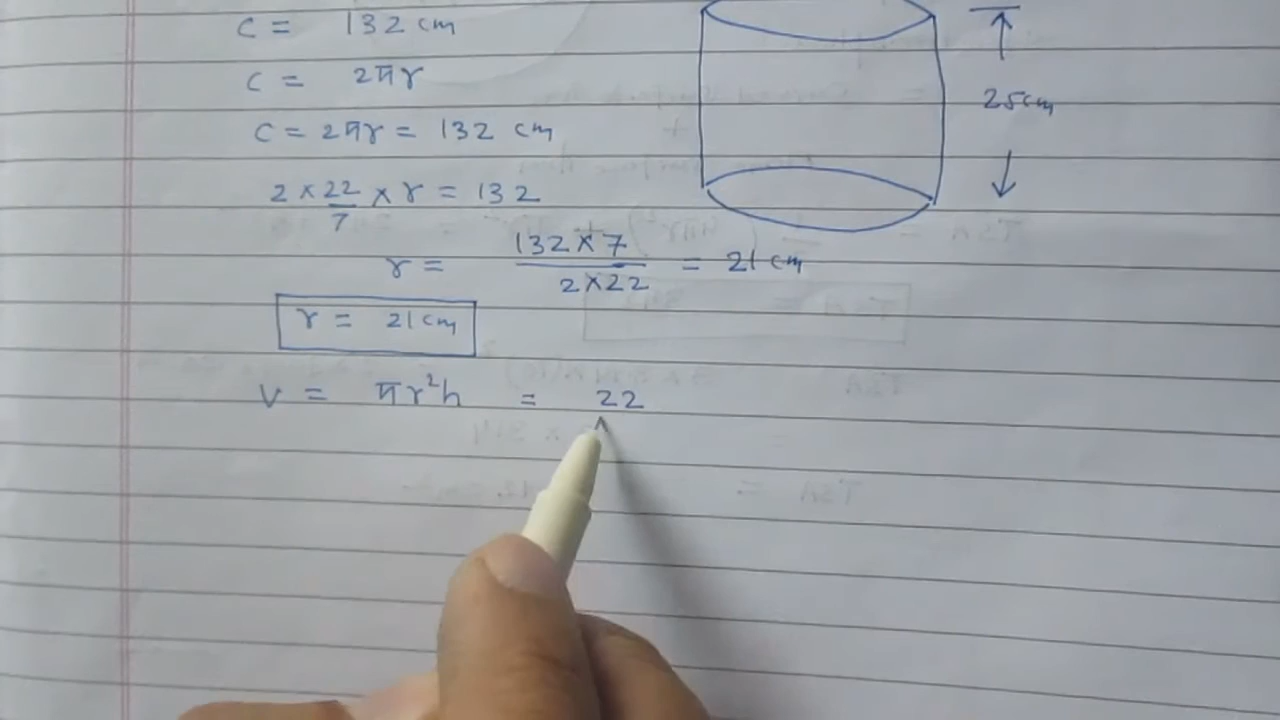 C = 132 cm
C = 2πr
C = 2πr = 132 cm
2 × 22/7 × r = 132
r = 132 × 7 / 2 × 22 = 21 cm
r = 21 cm
V = πr²h = 22
25cm